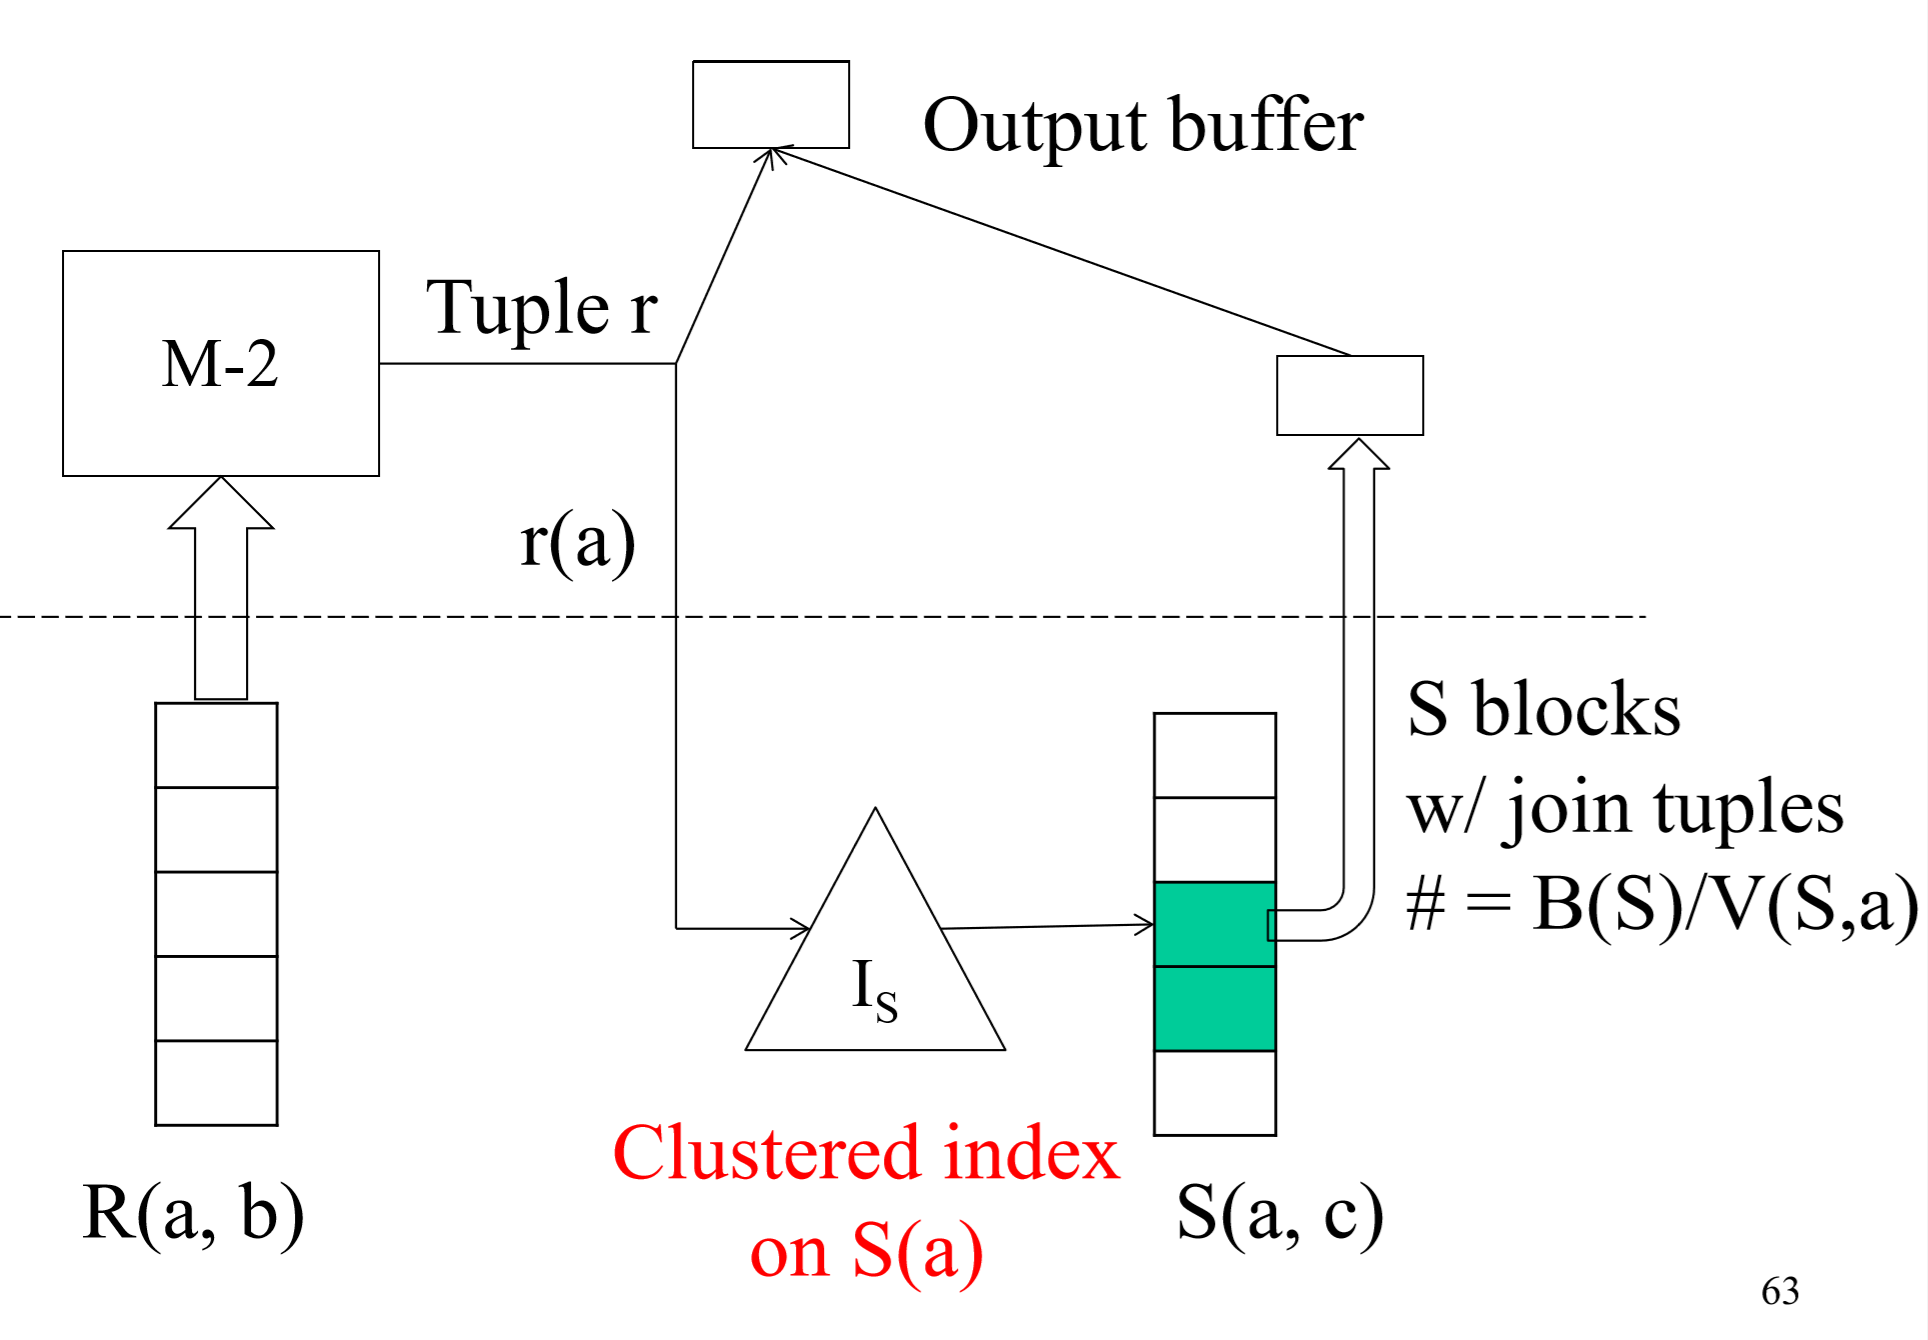 Output buffer
Tuple r
M-2
r(a)
S blocks
w/ join tuples
# = B(S)/V(S,a)
I_S
Clustered index
on S(a)
R(a, b)
S(a, c)
63